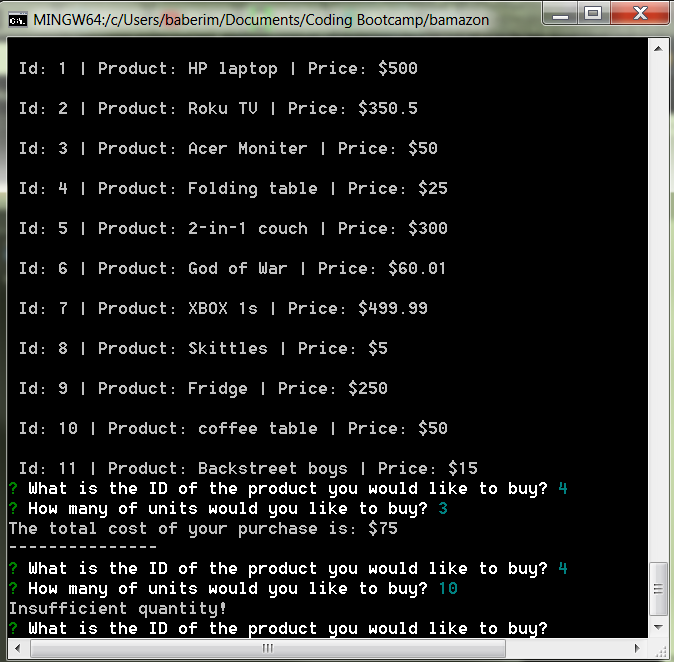 MINGW64:/c/Users/baberim/Documents/Coding Bootcamp/bamazon
Id: 1 | Product: HP laptop | Price: $500
Id: 2 | Product: Roku TV | Price: $350.5
Id: 3 | Product: Acer Moniter | Price: $50
Id: 4 | Product: Folding table | Price: $25
Id: 5 | Product: 2-in-1 couch | Price: $300
Id: 6 | Product: God of War | Price: $60.01
Id: 7 | Product: XBOX 1s | Price: $499.99
Id: 8 | Product: Skittles | Price: $5
Id: 9 | Product: Fridge | Price: $250
Id: 10 | Product: coffee table | Price: $50
Id: 11 | Product: Backstreet boys | Price: $15
? What is the ID of the product you would like to buy? 4
? How many of units would you like to buy? 3
The total cost of your purchase is: $75
---------------
? What is the ID of the product you would like to buy? 4
? How many of units would you like to buy? 10
Insufficient quantity!
? What is the ID of the product you would like to buy?